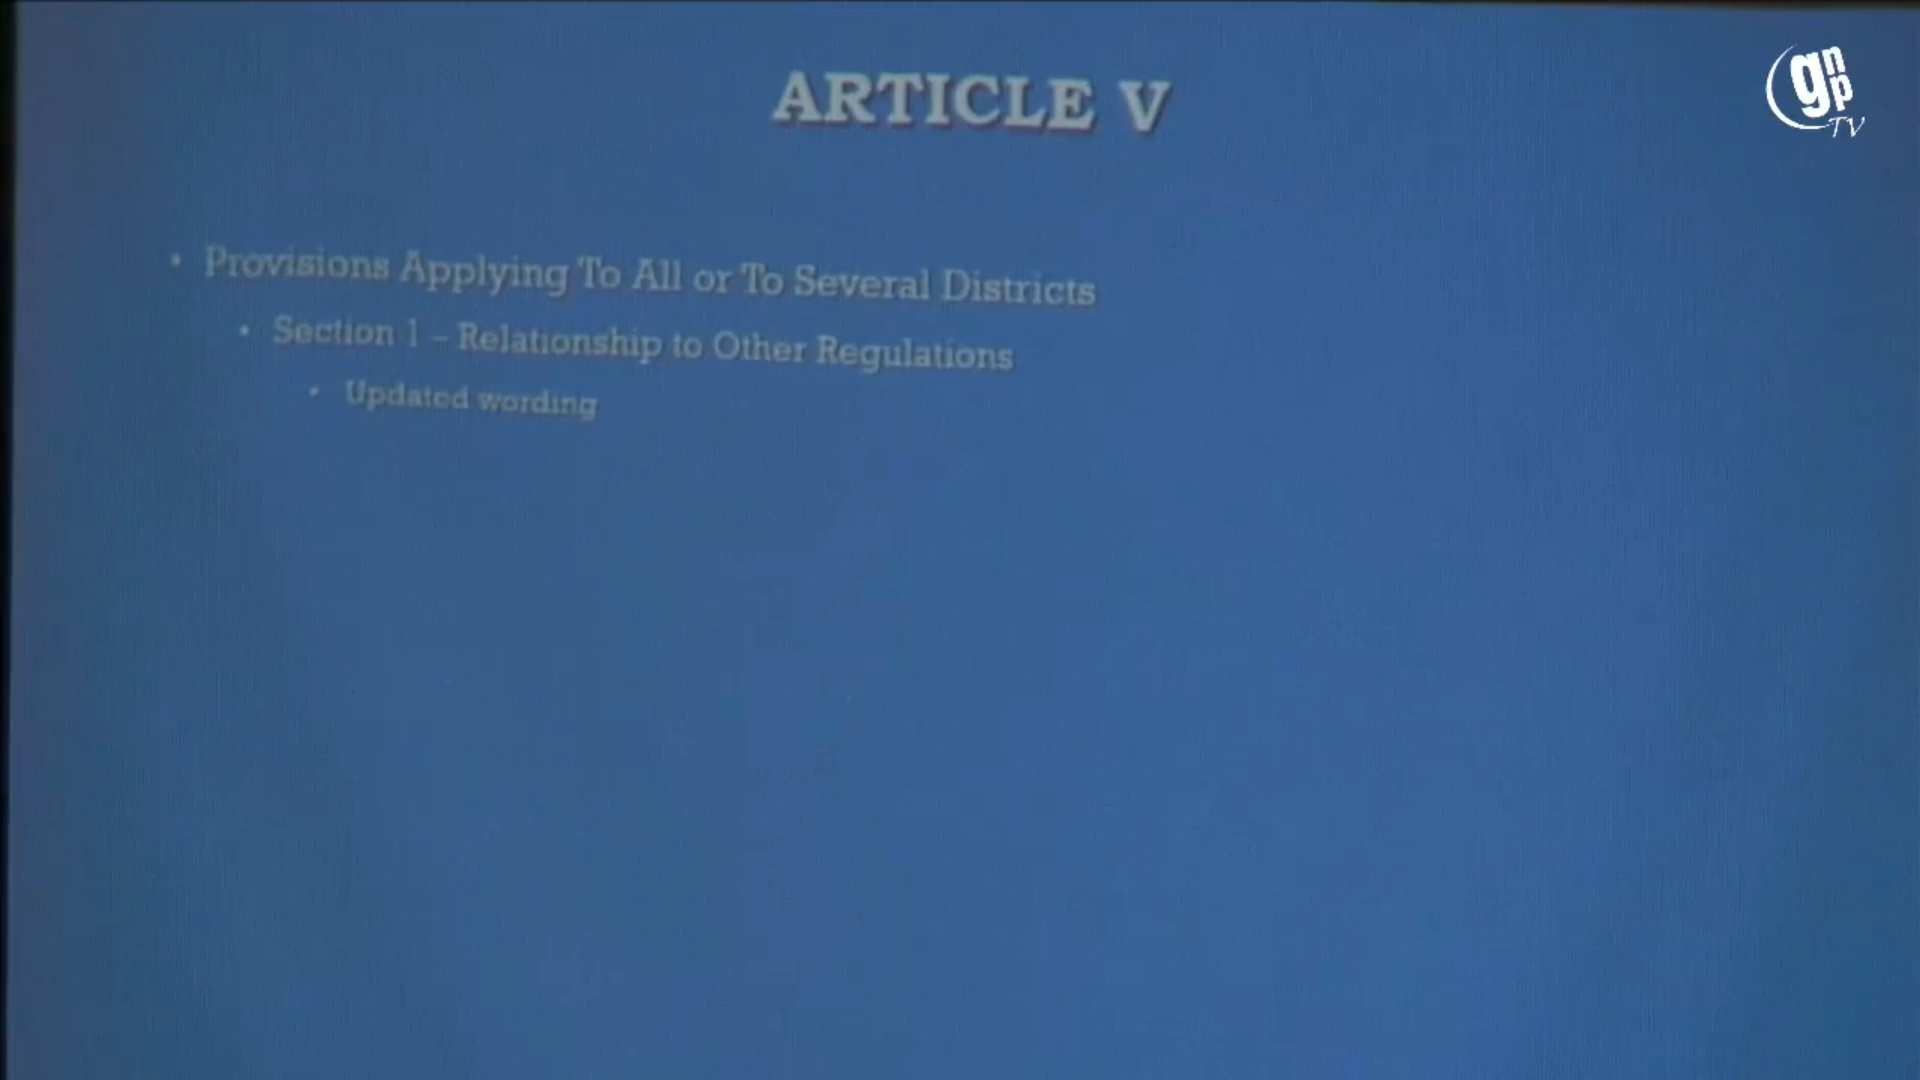 gnp
TV
ARTICLE V
• Provisions Applying To All or To Several Districts
• Section 1 – Relationship to Other Regulations
• Updated wording